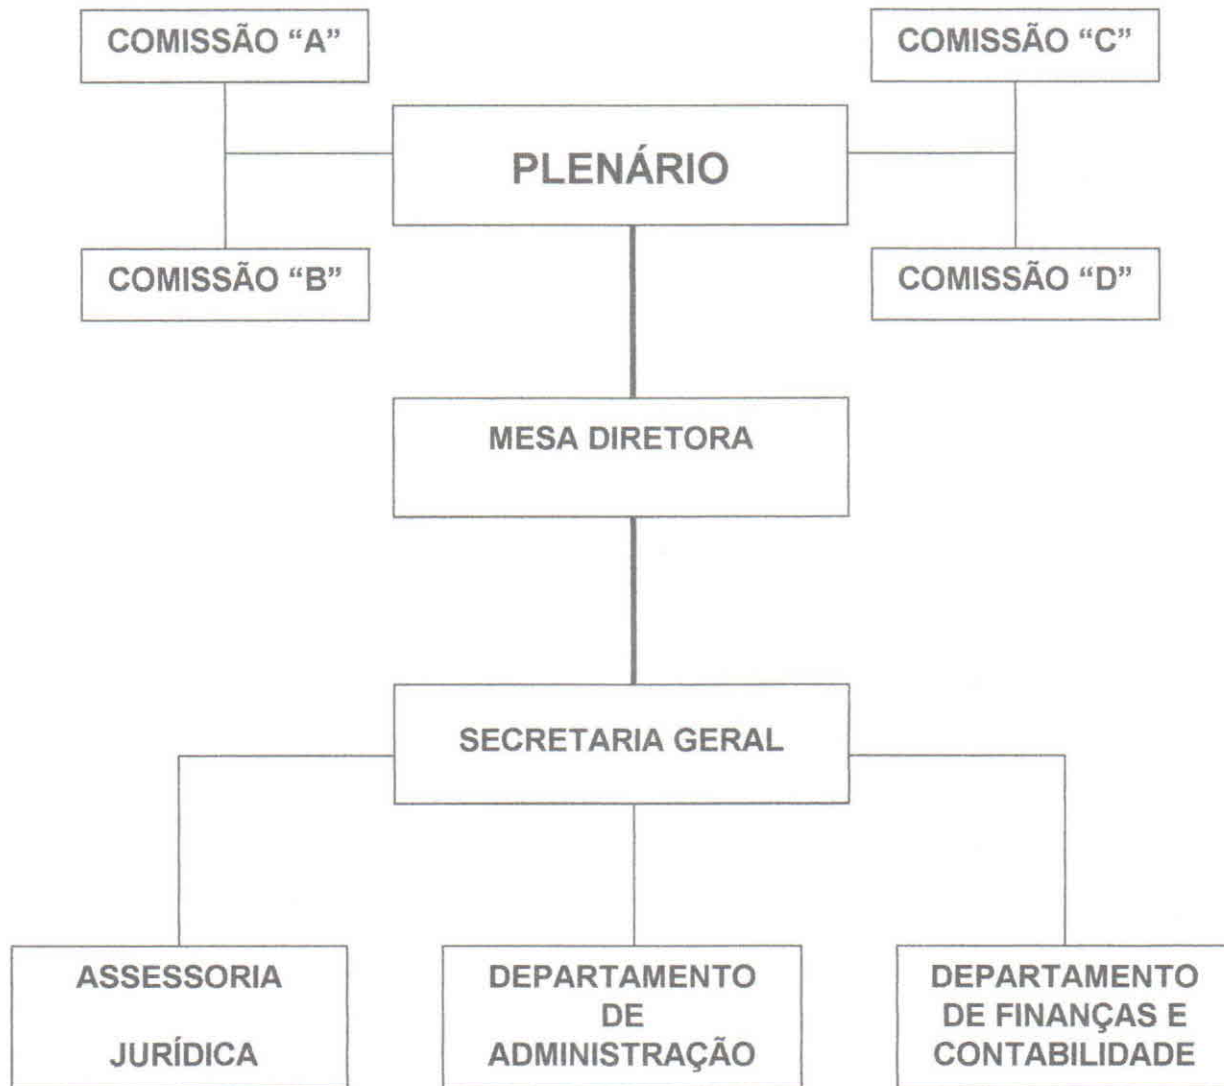 COMISSÃO “A”
COMISSÃO “C”
PLENÁRIO
COMISSÃO “B”
COMISSÃO “D”
MESA DIRETORA
SECRETARIA GERAL
ASSESSORIA
JURÍDICA
DEPARTAMENTO
DE
ADMINISTRAÇÃO
DEPARTAMENTO
DE FINANÇAS E
CONTABILIDADE